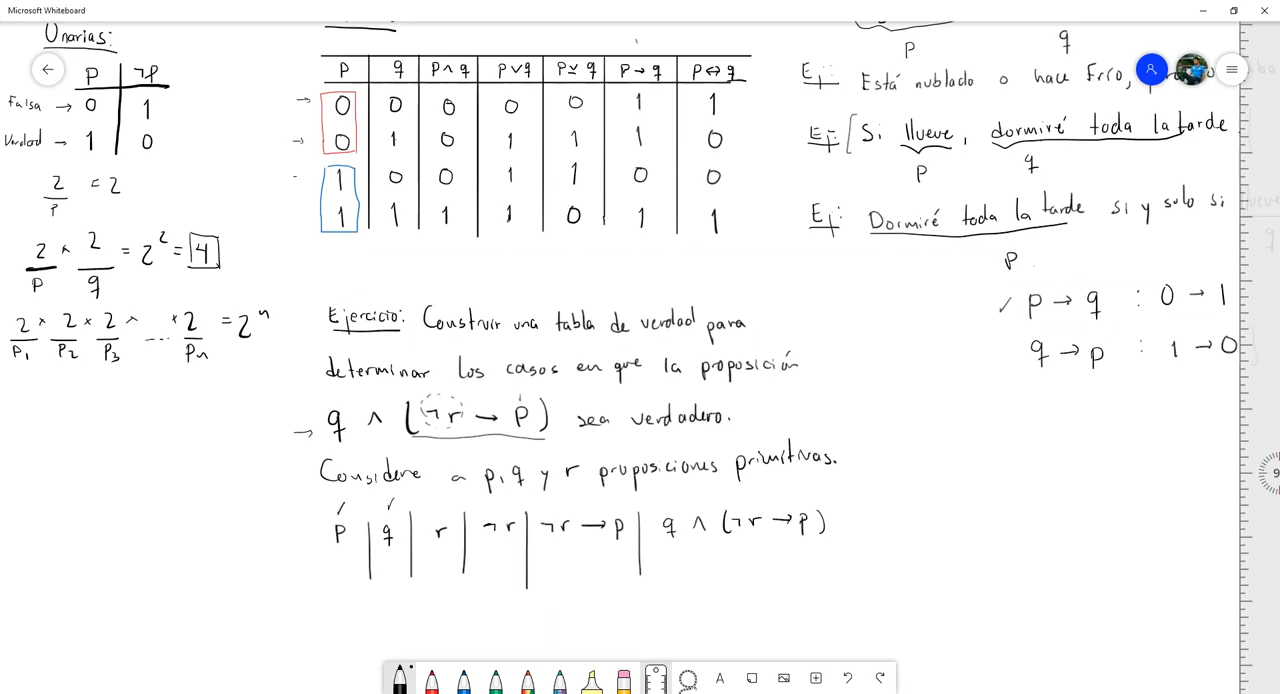 Microsoft Whiteboard
Unarias:
P ¬P
Falsa → 0 1
Verdad → 1 0
2/P = 2
2/P × 2/q = 2² = 4
2/P₁ × 2/P₂ × 2/P₃ × ... × 2/Pₙ = 2ⁿ
P q P∧q P∨q P⊻q P→q P↔q
→ 0 0 0 0 0 1 1
→ 0 1 0 1 1 1 0
- 1 0 0 1 1 0 0
1 1 1 1 0 1 1
Ejercicio: Construir una tabla de verdad para
determinar los casos en que la proposición
→ q ∧ (¬r → P) sea verdadero.
Considere a p, q y r proposiciones primitivas.
P | q | r | ¬r | ¬r → P | q ∧ (¬r → P)
P q
Ej: Está nublado o hace Frío,
Ej: [Si llueve, dormiré toda la tarde
P q
Ej: Dormiré toda la tarde si y solo si
P
✓ P → q : 0 → 1
q → P : 1 → 0
A
9